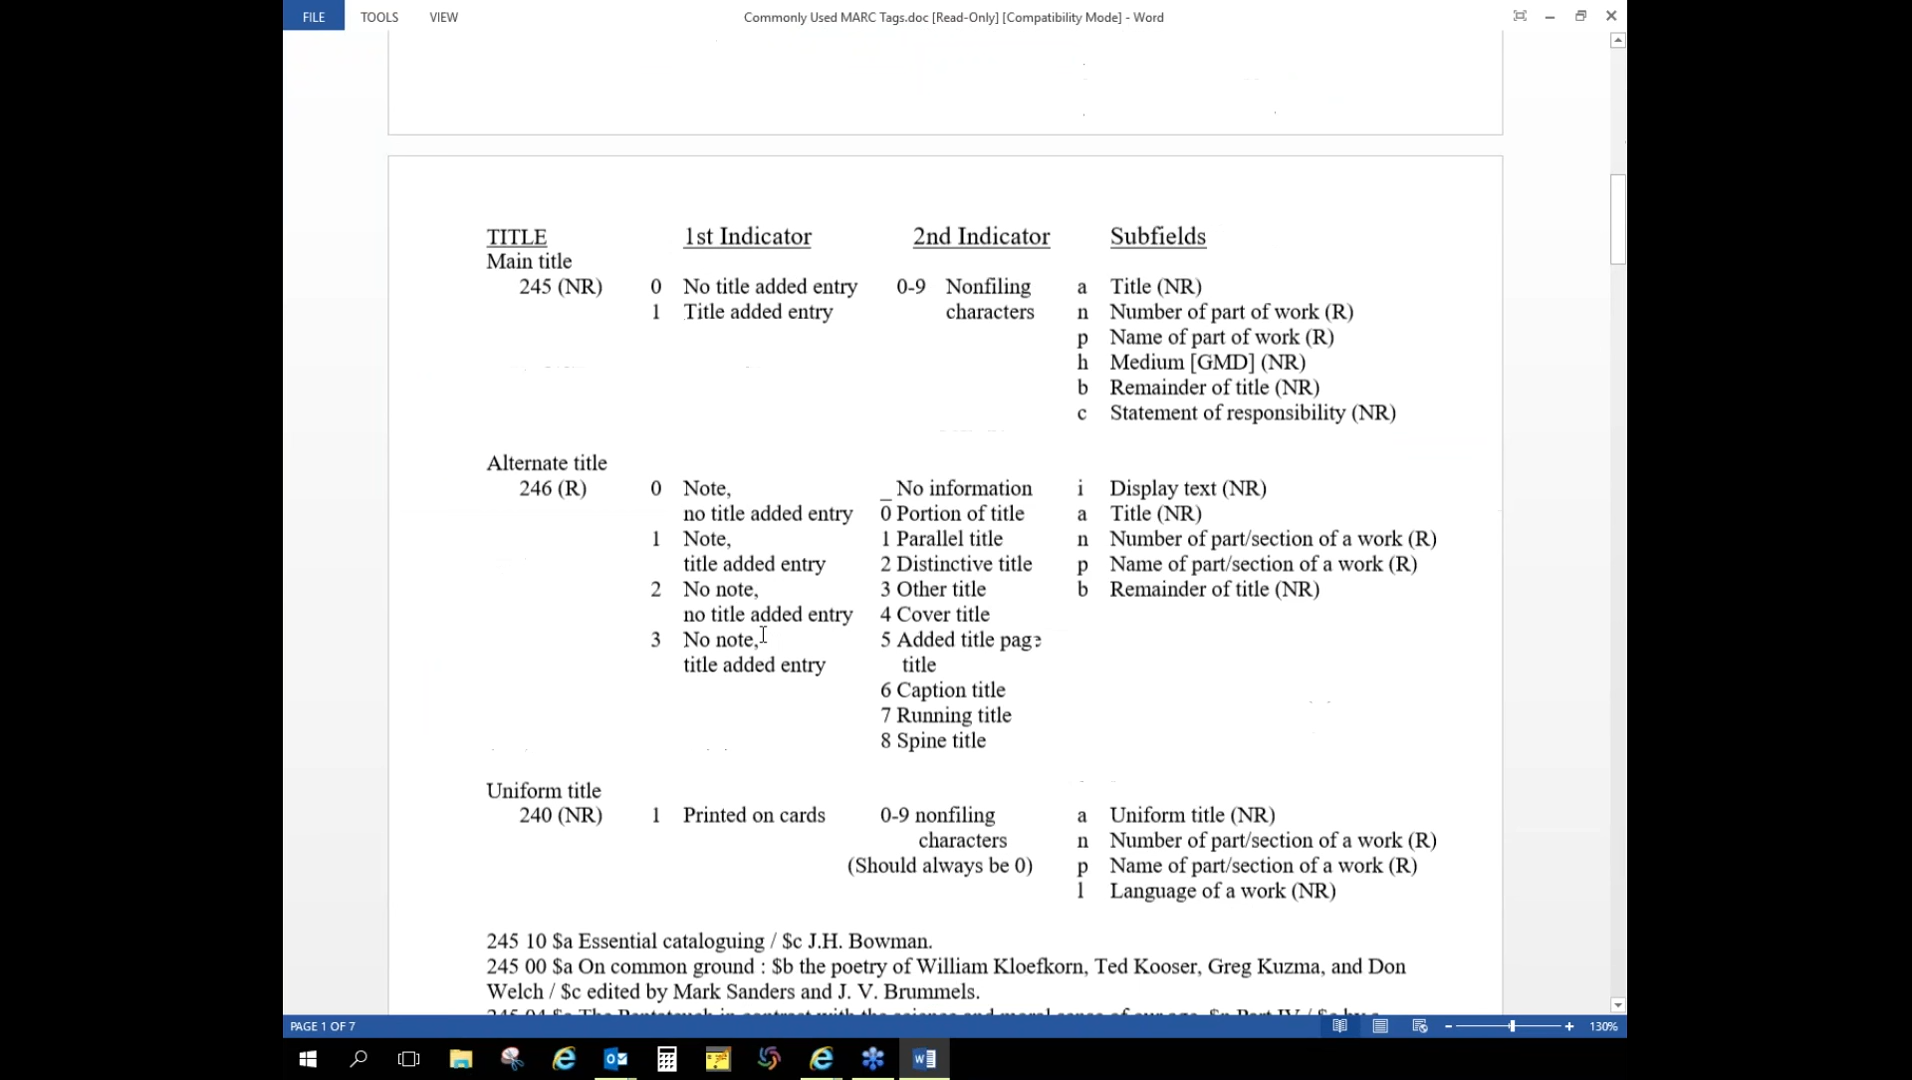 FILE TOOLS VIEW Commonly Used MARC Tags.doc [Read-Only] [Compatibility Mode] - Word
TITLE 1st Indicator 2nd Indicator Subfields
Main title
245 (NR) 0 No title added entry 0-9 Nonfiling a Title (NR)
1 Title added entry characters n Number of part of work (R)
p Name of part of work (R)
h Medium [GMD] (NR)
b Remainder of title (NR)
c Statement of responsibility (NR)
Alternate title
246 (R) 0 Note, _ No information i Display text (NR)
no title added entry 0 Portion of title a Title (NR)
1 Note, 1 Parallel title n Number of part/section of a work (R)
title added entry 2 Distinctive title p Name of part/section of a work (R)
2 No note, 3 Other title b Remainder of title (NR)
no title added entry 4 Cover title
3 No note, 5 Added title page
title added entry title
6 Caption title
7 Running title
8 Spine title
Uniform title
240 (NR) 1 Printed on cards 0-9 nonfiling a Uniform title (NR)
characters n Number of part/section of a work (R)
(Should always be 0) p Name of part/section of a work (R)
l Language of a work (NR)
245 10 $a Essential cataloguing / $c J.H. Bowman.
245 00 $a On common ground : $b the poetry of William Kloefkorn, Ted Kooser, Greg Kuzma, and Don
Welch / $c edited by Mark Sanders and J. V. Brummels.
PAGE 1 OF 7 130%